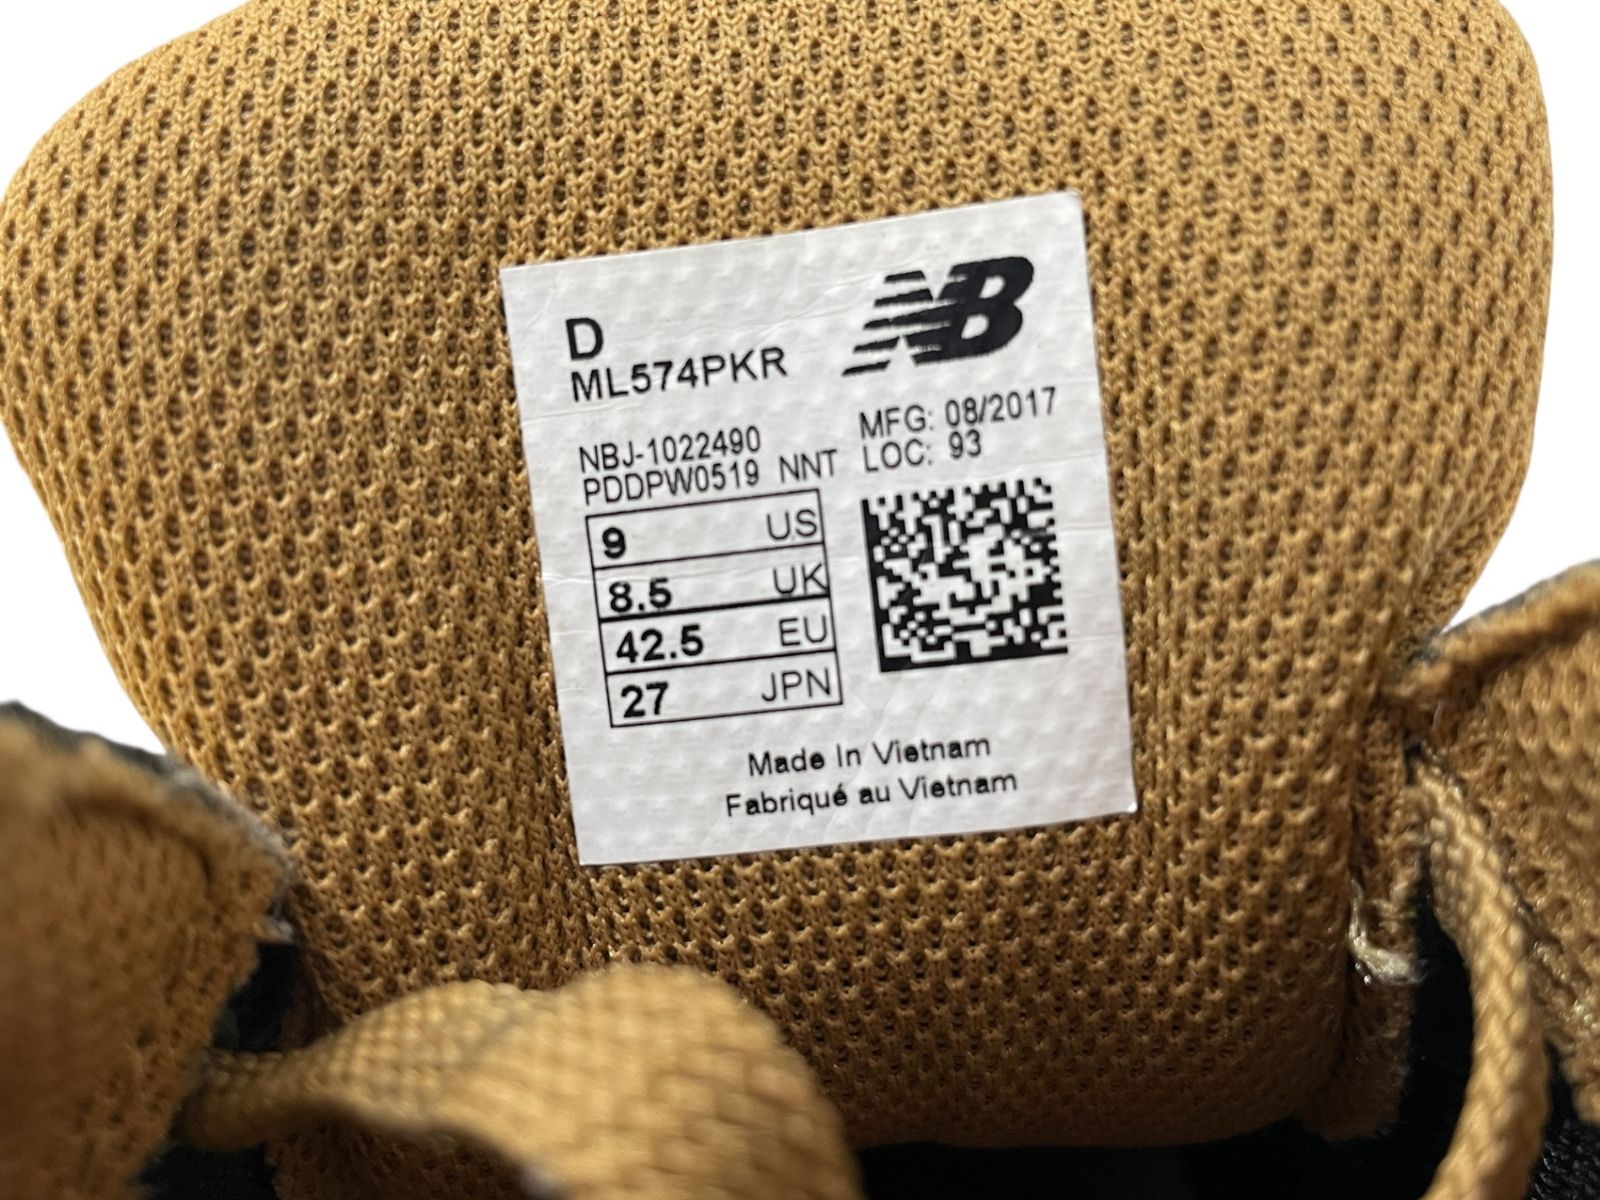 D
ML574PKR
NB
NBJ-1022490
PDDPW0519 NNT
MFG: 08/2017
LOC: 93
9 US
8.5 UK
42.5 EU
27 JPN
Made In Vietnam
Fabriqué au Vietnam